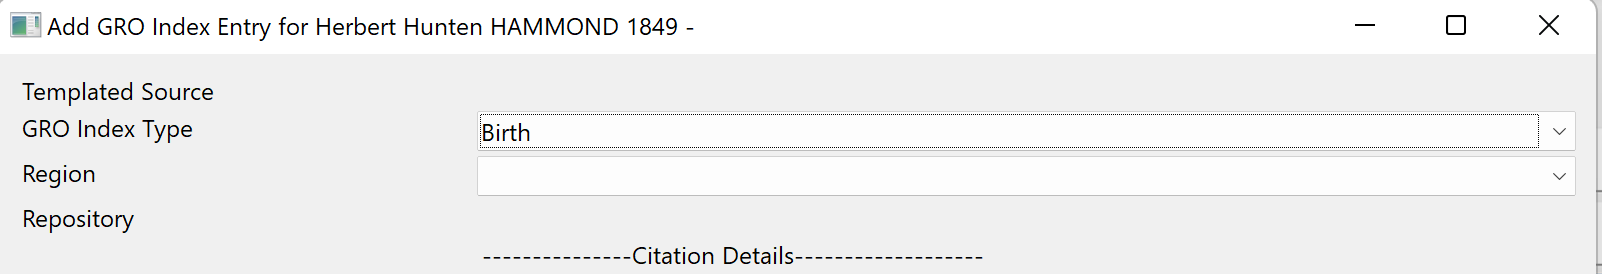 Add GRO Index Entry for Herbert Hunten HAMMOND 1849 -
Templated Source
GRO Index Type
Birth
Region
Repository
---------------Citation Details-------------------